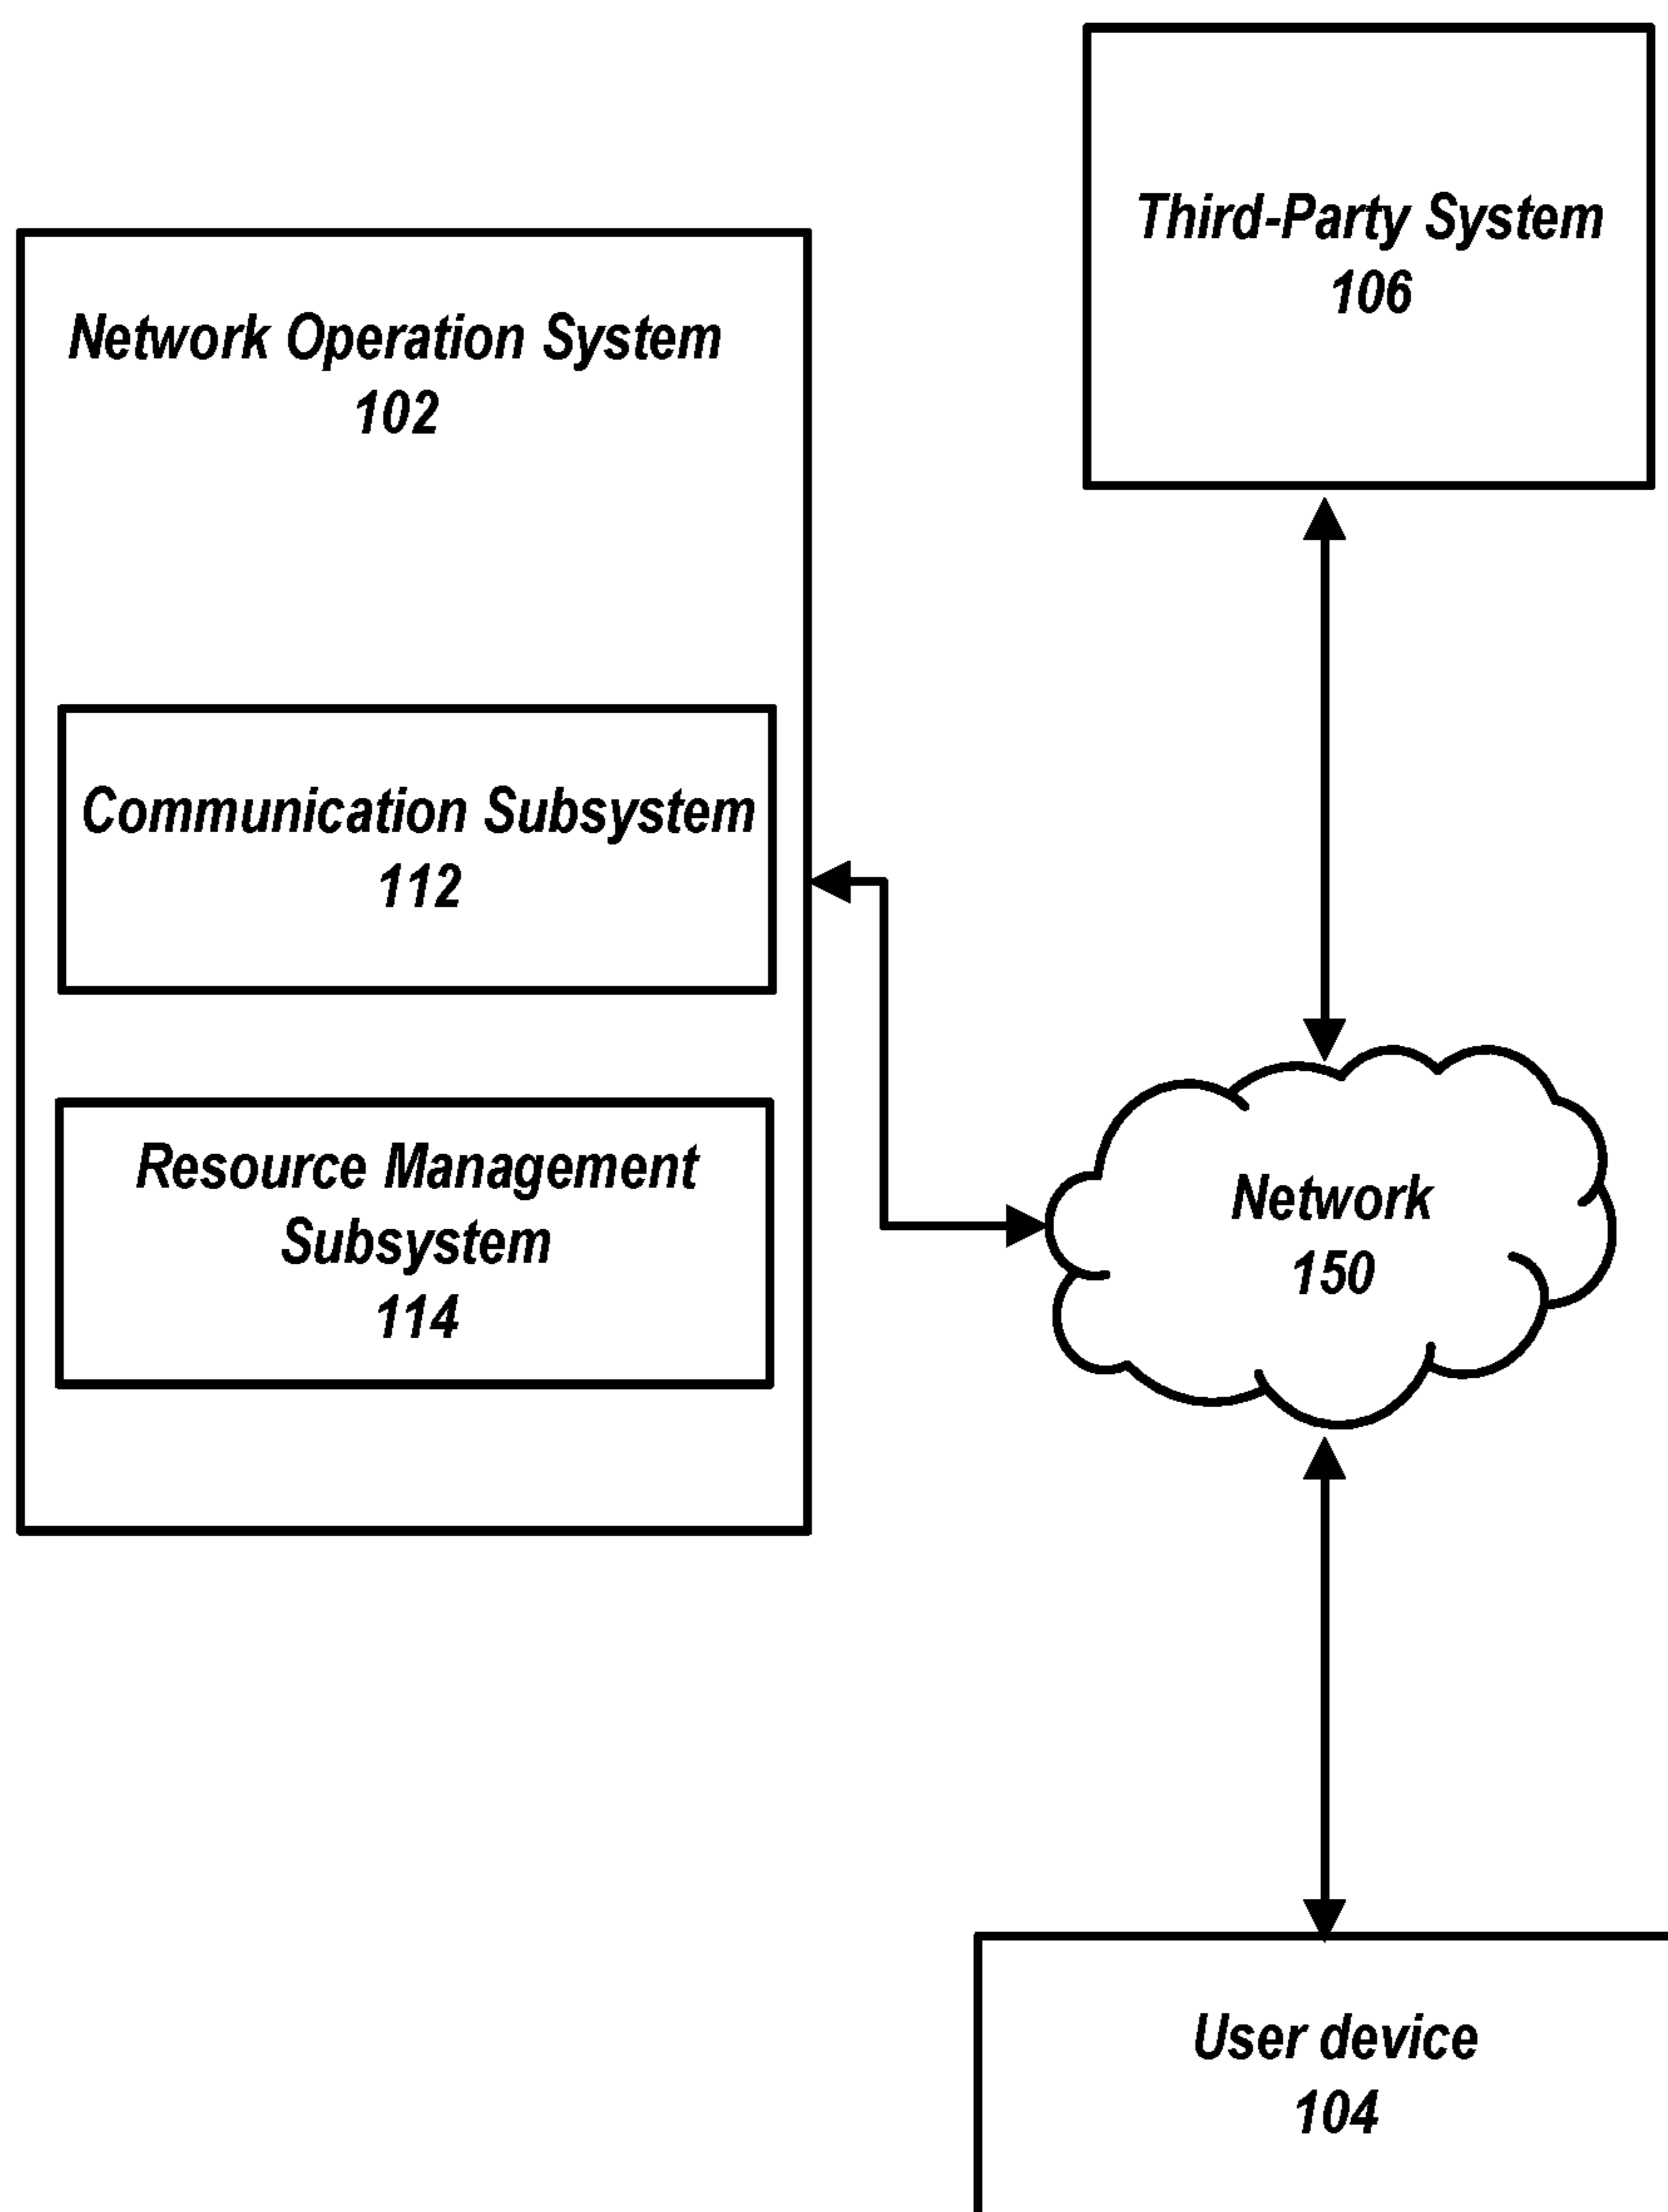 Third-Party System
106
Network Operation System
102
Communication Subsystem
112
Resource Management
Subsystem
114
Network
150
User device
104